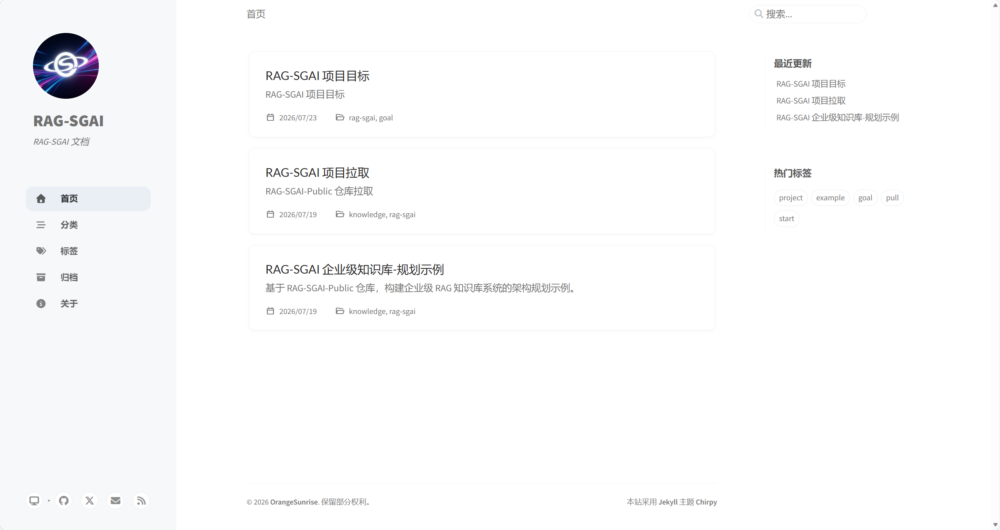 RAG-SGAI
RAG-SGAI 文档
首页
分类
标签
归档
关于
首页
搜索...
RAG-SGAI 项目目标
RAG-SGAI 项目目标
2026/07/23 rag-sgai, goal
RAG-SGAI 项目拉取
RAG-SGAI-Public 仓库拉取
2026/07/19 knowledge, rag-sgai
RAG-SGAI 企业级知识库-规划示例
基于 RAG-SGAI-Public 仓库，构建企业级 RAG 知识库系统的架构规划示例。
2026/07/19 knowledge, rag-sgai
最近更新
RAG-SGAI 项目目标
RAG-SGAI 项目拉取
RAG-SGAI 企业级知识库-规划示例
热门标签
project example goal pull
start
© 2026 OrangeSunrise. 保留部分权利。
本站采用 Jekyll 主题 Chirpy